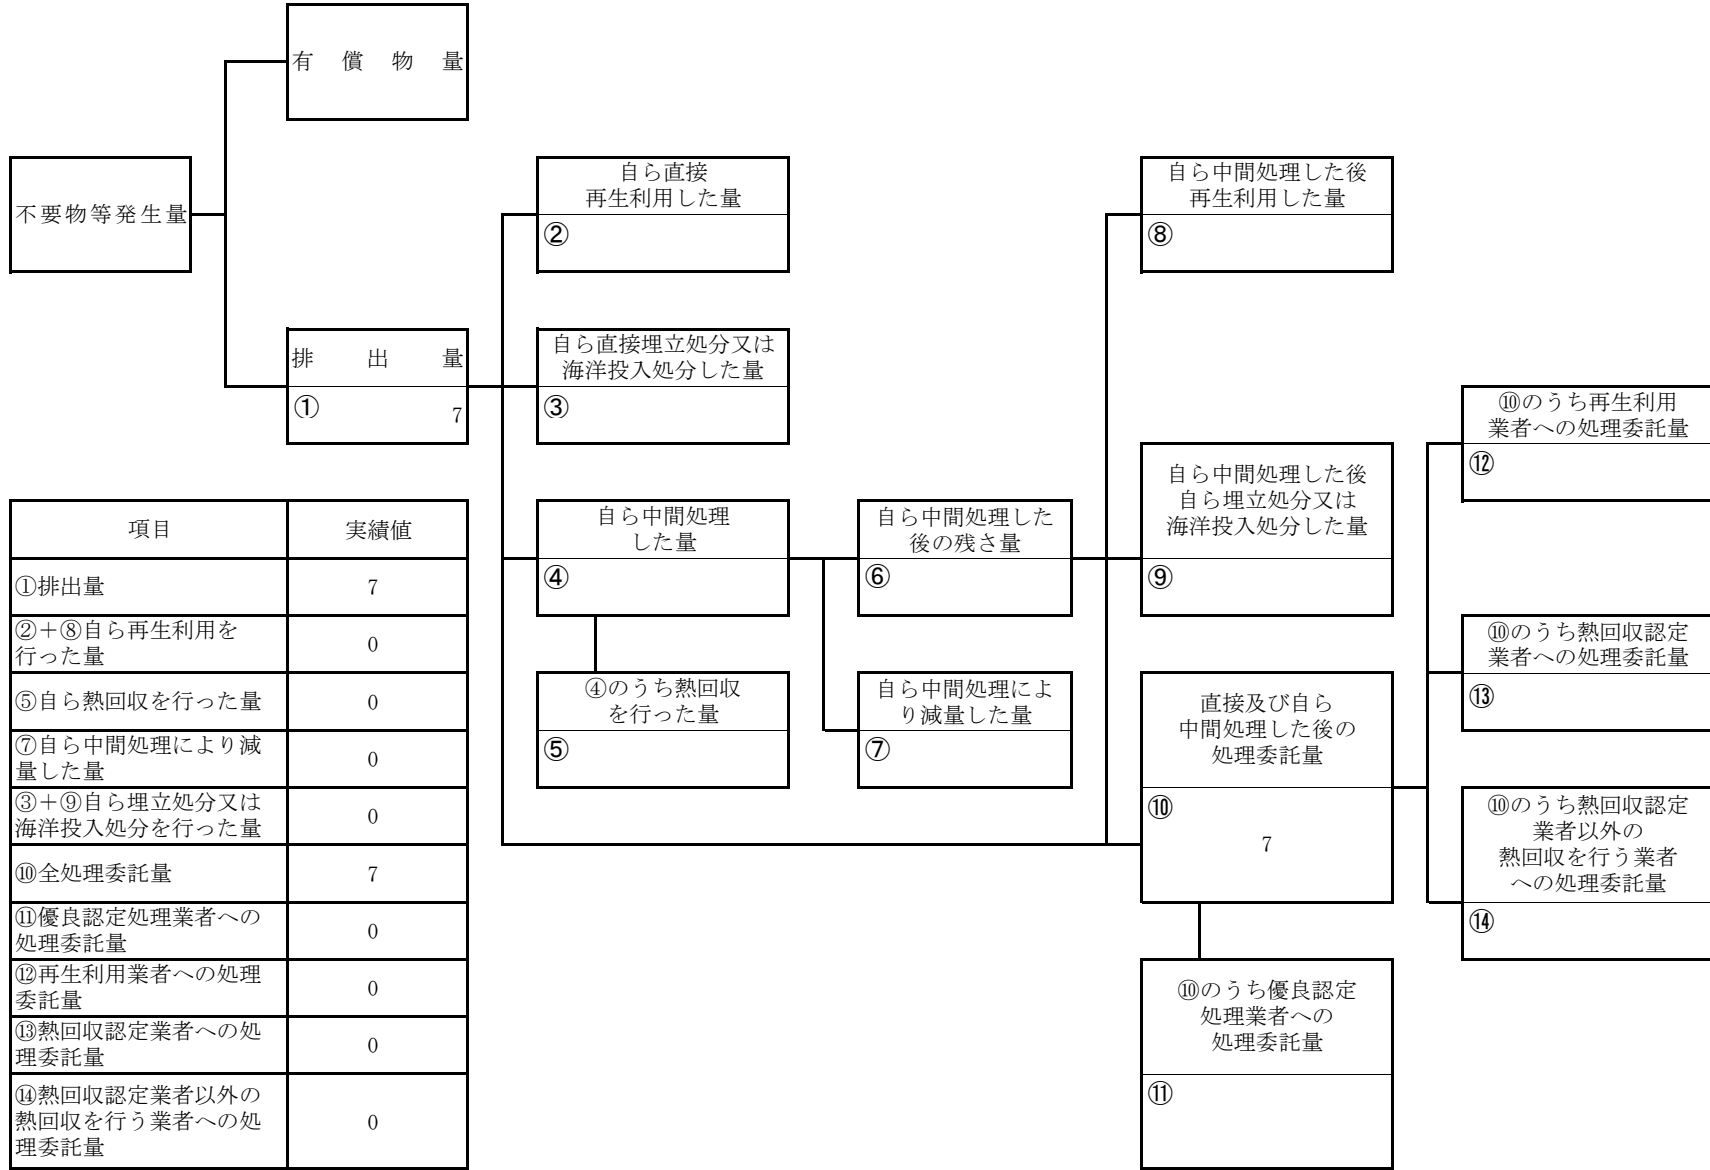 有償物量
不要物等発生量
排出量
① 7
自ら直接
再生利用した量
②
自ら直接埋立処分又は
海洋投入処分した量
③
自ら中間処理
した量
④
④のうち熱回収
を行った量
⑤
自ら中間処理した
後の残さ量
⑥
自ら中間処理によ
り減量した量
⑦
自ら中間処理した後
再生利用した量
⑧
自ら中間処理した後
自ら埋立処分又は
海洋投入処分した量
⑨
直接及び自ら
中間処理した後の
処理委託量
⑩
7
⑩のうち優良認定
処理業者への
処理委託量
⑪
⑩のうち再生利用
業者への処理委託量
⑫
⑩のうち熱回収認定
業者への処理委託量
⑬
⑩のうち熱回収認定
業者以外の
熱回収を行う業者
への処理委託量
⑭
項目 実績値
①排出量 7
②+⑧自ら再生利用を
行った量 0
⑤自ら熱回収を行った量 0
⑦自ら中間処理により減
量した量 0
③+⑨自ら埋立処分又は
海洋投入処分を行った量 0
⑩全処理委託量 7
⑪優良認定処理業者への
処理委託量 0
⑫再生利用業者への処理
委託量 0
⑬熱回収認定業者への処
理委託量 0
⑭熱回収認定業者以外の
熱回収を行う業者への処
理委託量 0